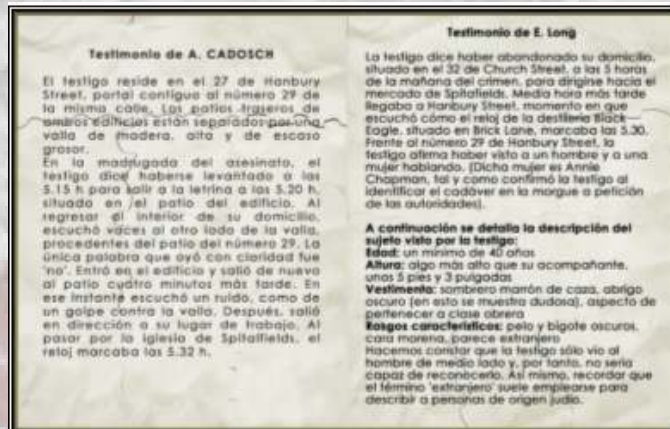 Testimonio de A. CADOSCH
El testigo reside en el 27 de Hanbury
Street, portal contiguo al número 29 de
la misma calle. Los patios traseros de
ambos edificios están separados por una
valla de madera, alta y de escaso
grosor.
En la madrugada del asesinato, el
testigo dice haberse levantado a las
5.15 h para salir a la letrina a las 5.20 h,
situada en el patio del edificio. Al
regresar al interior de su domicilio,
escuchó voces al otro lado de la valla,
procedentes del patio del número 29. La
única palabra que oyó con claridad fue
'no'. Entró en el edificio y salió de nuevo
al patio cuatro minutos más tarde. En
ese instante escuchó un ruido, como de
un golpe contra la valla. Después, salió
en dirección a su lugar de trabajo. Al
pasar por la iglesia de Spitalfields, el
reloj marcaba las 5.32 h.
Testimonio de E. Long
La testigo dice haber abandonado su domicilio,
situado en el 32 de Church Street, a las 5 horas
de la mañana del crimen, para dirigirse hacia el
mercado de Spitafields. Media hora más tarde
llegaba a Hanbury Street, momento en que
escuchó cómo el reloj de la destilería Black
Eagle, situado en Brick Lane, marcaba las 5.30.
Frente al número 29 de Hanbury Street, la
testigo afirma haber visto a un hombre y a una
mujer hablando. (Dicha mujer es Annie
Chapman, tal y como confirmó la testigo al
identificar el cadáver en la morgue a petición
de las autoridades).
A continuación se detalla la descripción del
sujeto visto por la testigo:
Edad: un mínimo de 40 años
Altura: algo más alto que su acompañante,
unos 5 pies y 3 pulgadas
Vestimenta: sombrero marrón de caza, abrigo
oscuro (en esto se muestra dudosa), aspecto de
pertenecer a clase obrera
Rasgos característicos: pelo y bigote oscuros,
cara morena, parece extranjero
Hacemos constar que la testigo sólo vio al
hombre de medio lado y, por tanto, no sería
capaz de reconocerlo. Así mismo, recordar que
el término 'extranjero' suele emplearse para
describir a personas de origen judío.